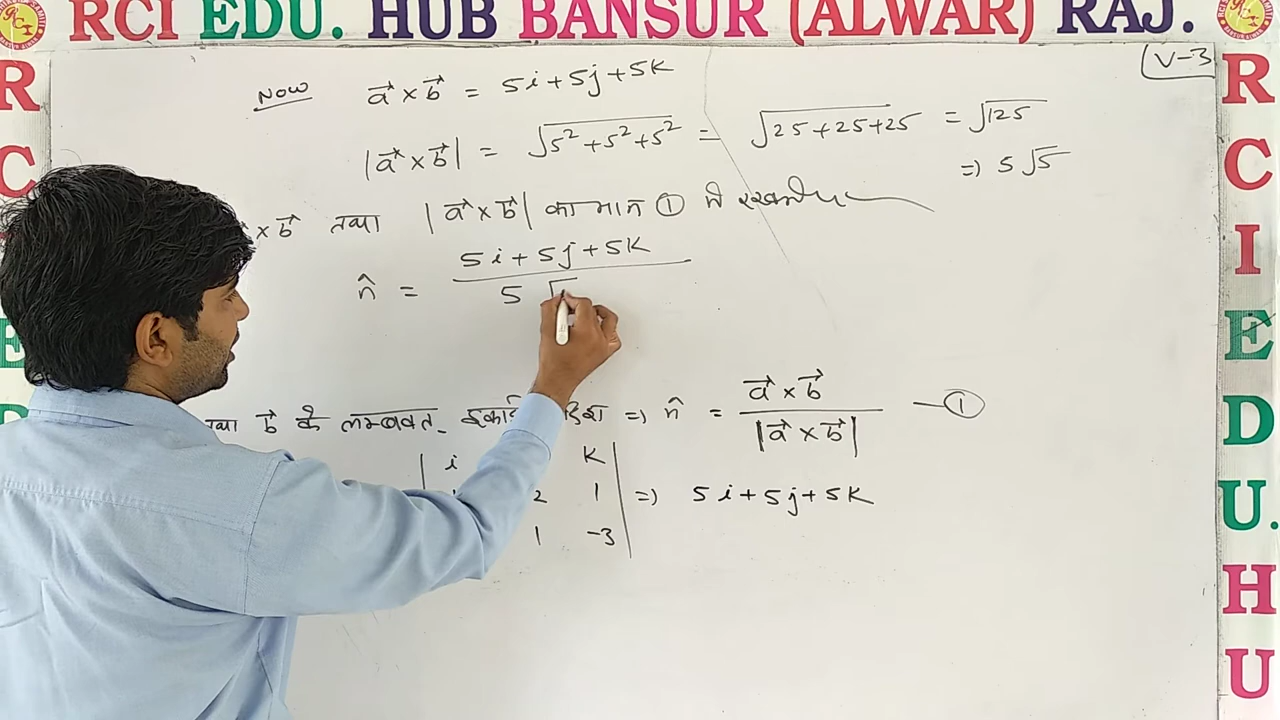 RCI EDU. HUB BANSUR (ALWAR) RAJ.
V-3
Now a⃗ × b⃗ = 5i + 5j + 5K
|a⃗ × b⃗| = √5² + 5² + 5² = √25 + 25 + 25 = √125
=> 5√5
× b⃗ तथा |a⃗ × b⃗| का मान ① में रखने पर
n̂ = 5i + 5j + 5K / 5√
तथा b⃗ के लम्बवत => n̂ = a⃗ × b⃗ / |a⃗ × b⃗| — ①
| i K |
| 2 1 | => 5i + 5j + 5K
| 1 -3 |
R
C
E
R
C
I
E
D
U.
H
U